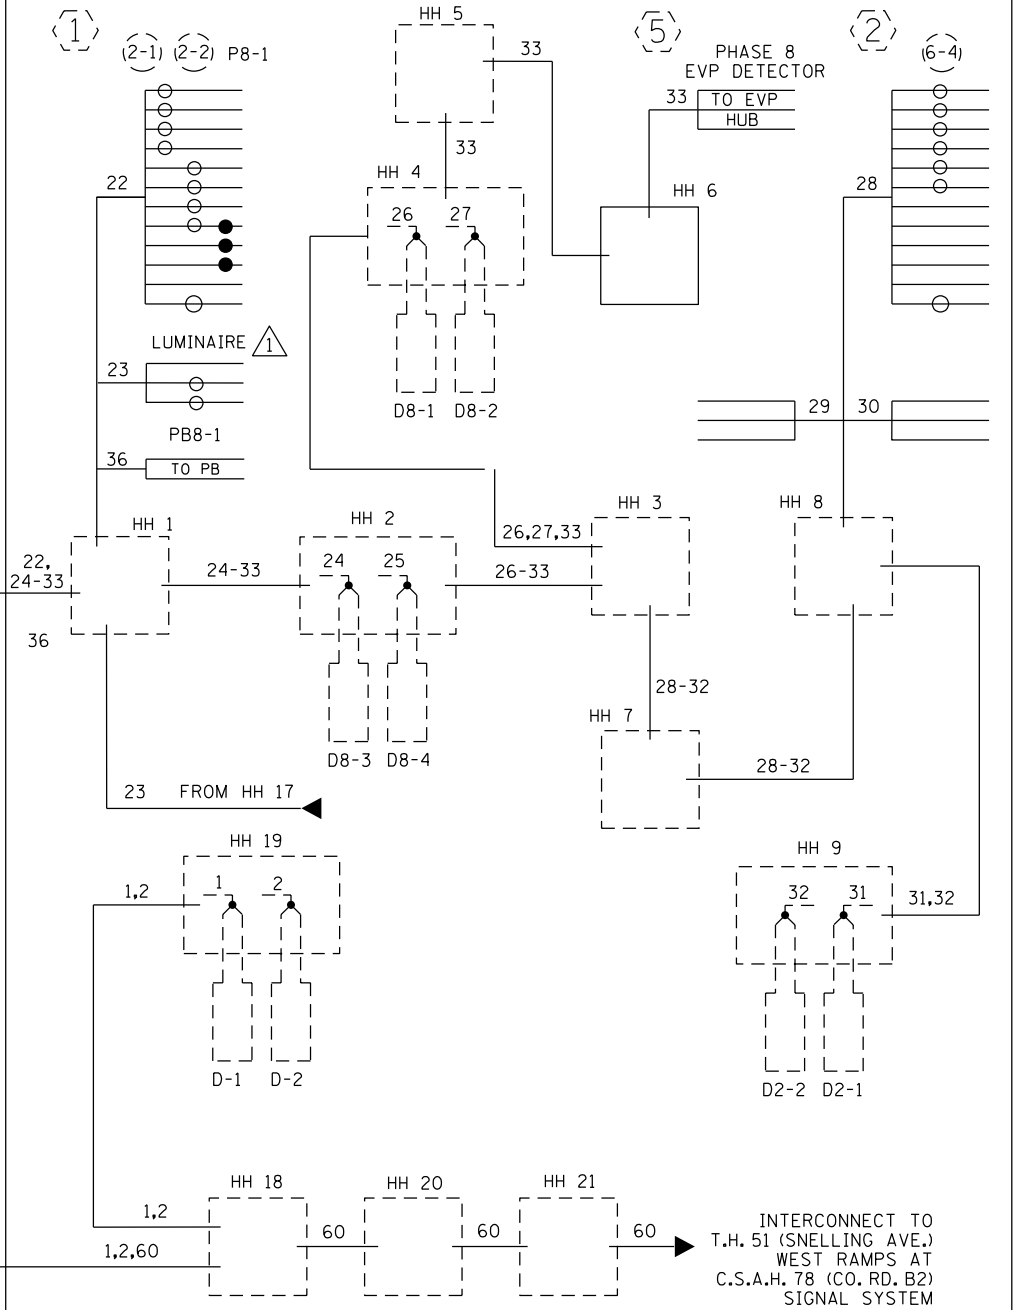 1
(2-1) (2-2) P8-1
HH 5
33
5
2
(6-4)
PHASE 8
EVP DETECTOR
33
TO EVP
HUB
33
HH 4
22
26
27
HH 6
28
LUMINAIRE 1
23
D8-1
D8-2
29
30
PB8-1
36
TO PB
HH 1
HH 2
HH 3
HH 8
22,
24-33
24-33
24
25
26,27,33
26-33
36
28-32
HH 7
D8-3
D8-4
28-32
23
FROM HH 17
HH 19
HH 9
1,2
1
2
32
31
31,32
D-1
D-2
D2-2
D2-1
HH 18
HH 20
HH 21
1,2
60
60
60
1,2,60
INTERCONNECT TO
T.H. 51 (SNELLING AVE.)
WEST RAMPS AT
C.S.A.H. 78 (CO. RD. B2)
SIGNAL SYSTEM